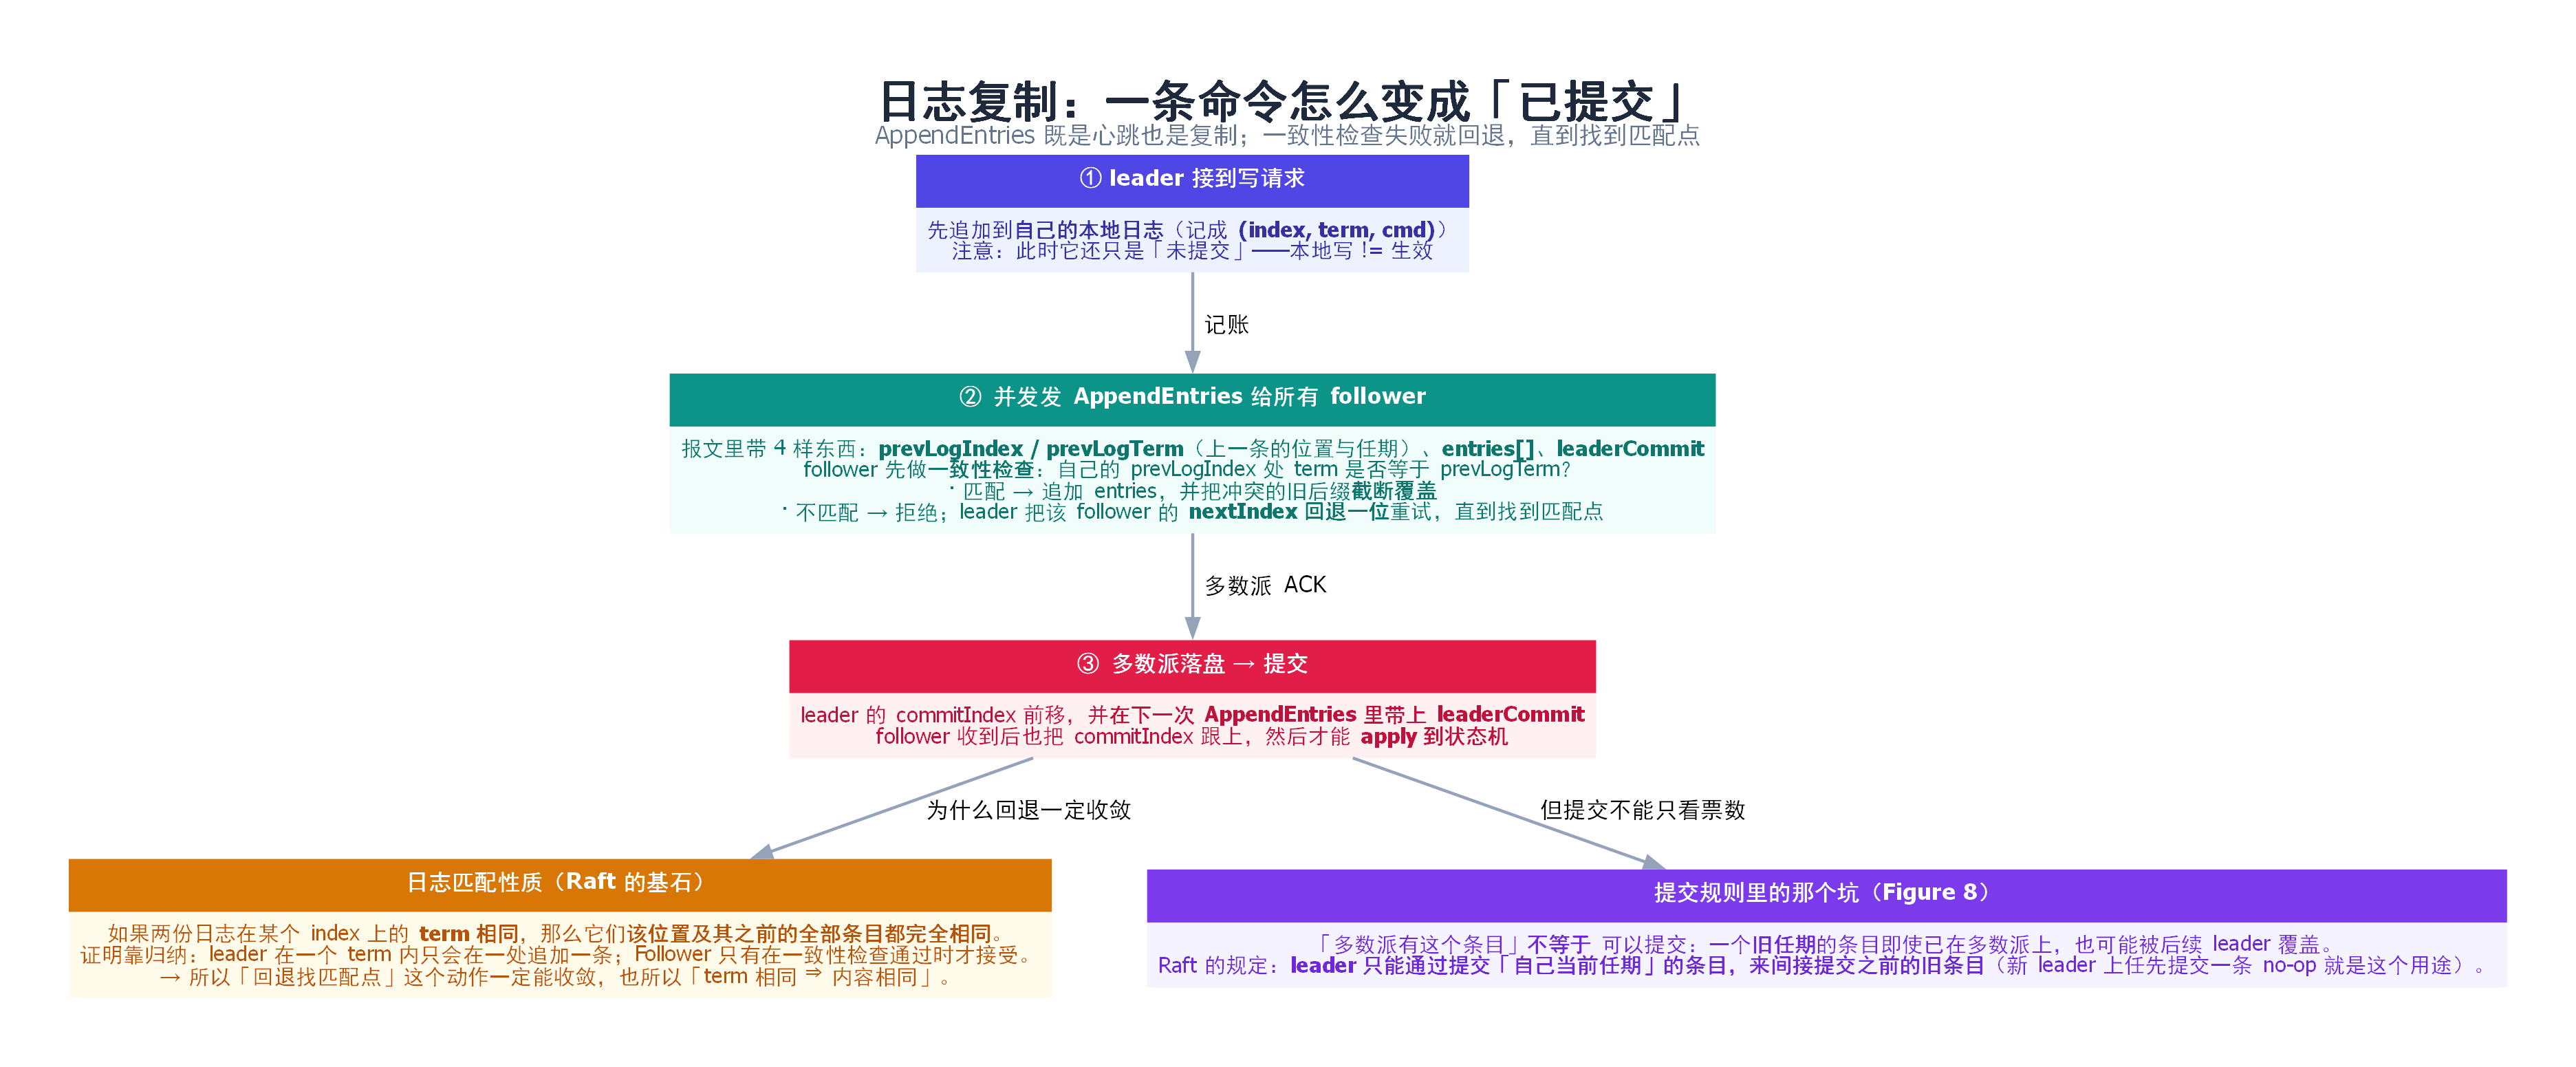 日志复制：一条命令怎么变成「已提交」
AppendEntries 既是心跳也是复制；一致性检查失败就回退，直到找到匹配点
① leader 接到写请求
先追加到自己的本地日志（记成 (index, term, cmd)）
注意：此时它还只是「未提交」——本地写 != 生效
记账
② 并发发 AppendEntries 给所有 follower
报文里带 4 样东西：prevLogIndex / prevLogTerm（上一条的位置与任期）、entries[]、leaderCommit
follower 先做一致性检查：自己的 prevLogIndex 处 term 是否等于 prevLogTerm？
· 匹配 → 追加 entries，并把冲突的旧后缀截断覆盖
· 不匹配 → 拒绝；leader 把该 follower 的 nextIndex 回退一位重试，直到找到匹配点
多数派 ACK
③ 多数派落盘 → 提交
leader 的 commitIndex 前移，并在下一次 AppendEntries 里带上 leaderCommit
follower 收到后也把 commitIndex 跟上，然后才能 apply 到状态机
为什么回退一定收敛
但提交不能只看票数
日志匹配性质（Raft 的基石）
如果两份日志在某个 index 上的 term 相同，那么它们该位置及其之前的全部条目都完全相同。
证明靠归纳：leader 在一个 term 内只会在一处追加一条；Follower 只有在一致性检查通过时才接受。
→ 所以「回退找匹配点」这个动作一定能收敛，也所以「term 相同 ⇒ 内容相同」。
提交规则里的那个坑（Figure 8）
「多数派有这个条目」不等于 可以提交：一个旧任期的条目即使已在多数派上，也可能被后续 leader 覆盖。
Raft 的规定：leader 只能通过提交「自己当前任期」的条目，来间接提交之前的旧条目（新 leader 上任先提交一条 no-op 就是这个用途）。